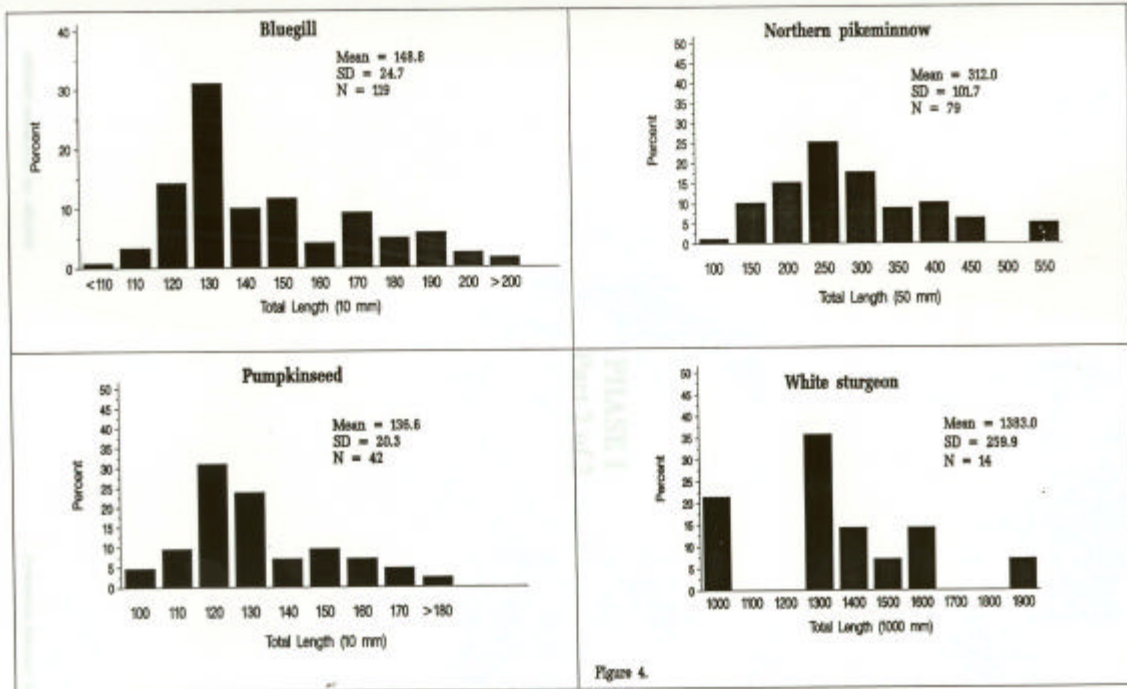 Bluegill
Mean = 148.8
SD = 24.7
N = 119
Percent
40
30
20
10
0
<110 110 120 130 140 150 160 170 180 190 200 >200
Total Length (10 mm)
Northern pikeminnow
Mean = 312.0
SD = 101.7
N = 79
Percent
50
45
40
35
30
25
20
15
10
5
0
100 150 200 250 300 350 400 450 500 550
Total Length (50 mm)
Pumpkinseed
Mean = 136.6
SD = 20.3
N = 42
Percent
50
45
40
35
30
25
20
15
10
5
0
100 110 120 130 140 150 160 170 >180
Total Length (10 mm)
White sturgeon
Mean = 1383.0
SD = 259.9
N = 14
Percent
50
45
40
35
30
25
20
15
10
5
0
1000 1100 1200 1300 1400 1500 1600 1700 1800 1900
Total Length (1000 mm)
Figure 4.
PHASE I